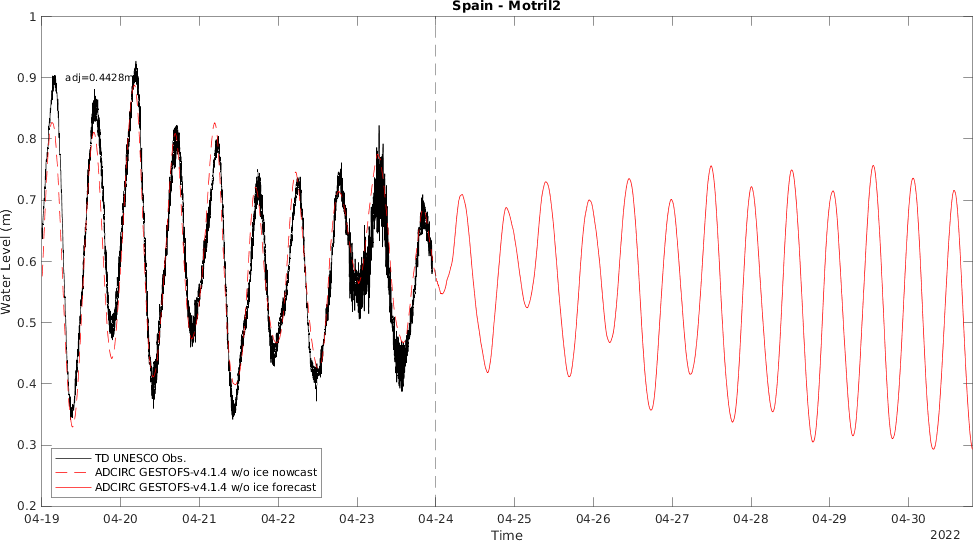 Spain - Motril2
adj=0.4428m
Water Level (m)
1
0.9
0.8
0.7
0.6
0.5
0.4
0.3
0.2
TD UNESCO Obs.
ADCIRC GESTOFS-v4.1.4 w/o ice nowcast
ADCIRC GESTOFS-v4.1.4 w/o ice forecast
04-19 04-20 04-21 04-22 04-23 04-24 04-25 04-26 04-27 04-28 04-29 04-30
Time
2022